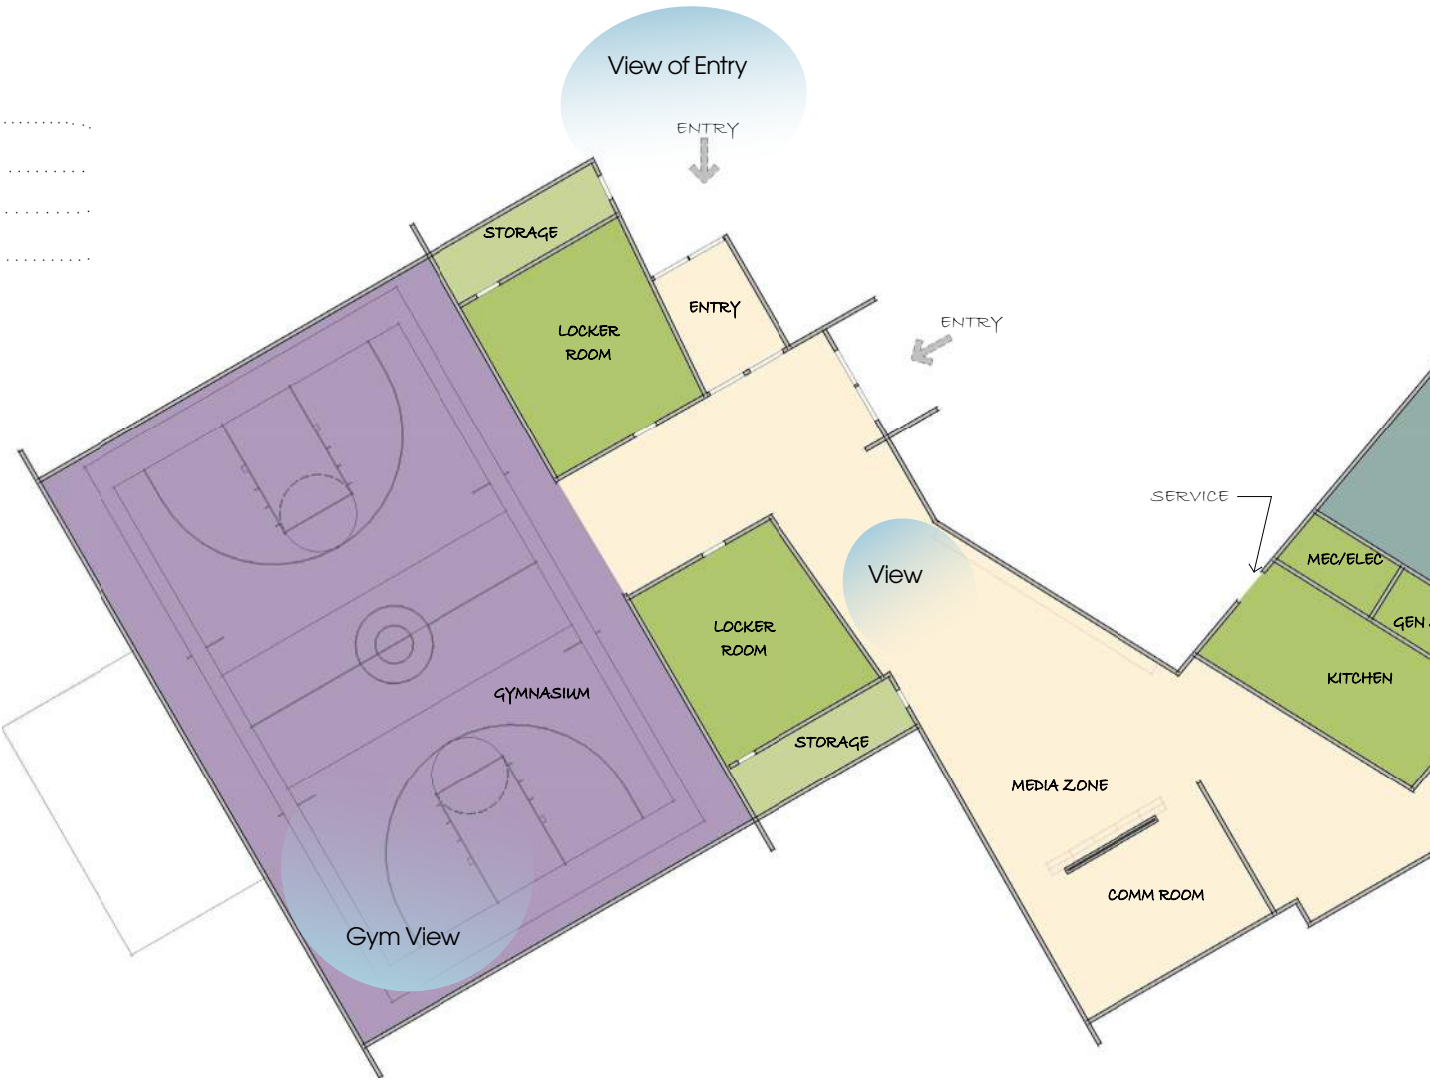 View of Entry
ENTRY
STORAGE
ENTRY
LOCKER
ROOM
ENTRY
SERVICE
MEC/ELEC
View
GEN
LOCKER
ROOM
KITCHEN
GYMNASIUM
STORAGE
MEDIA ZONE
COMM ROOM
Gym View